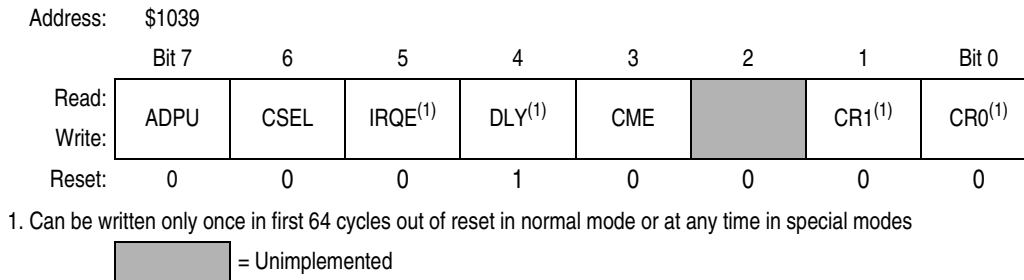 Address: $1039
Bit 7 6 5 4 3 2 1 Bit 0
Read:
ADPU CSEL IRQE(1) DLY(1) CME CR1(1) CR0(1)
Write:
Reset: 0 0 0 1 0 0 0 0
1. Can be written only once in first 64 cycles out of reset in normal mode or at any time in special modes
= Unimplemented